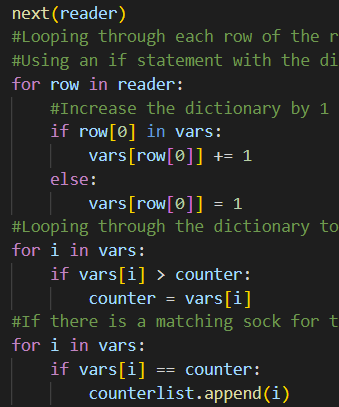 next(reader)
#Looping through each row of the r
#Using an if statement with the di
for row in reader:
    #Increase the dictionary by 1
    if row[0] in vars:
        vars[row[0]] += 1
    else:
        vars[row[0]] = 1
#Looping through the dictionary to
for i in vars:
    if vars[i] > counter:
        counter = vars[i]
#If there is a matching sock for t
for i in vars:
    if vars[i] == counter:
        counterlist.append(i)